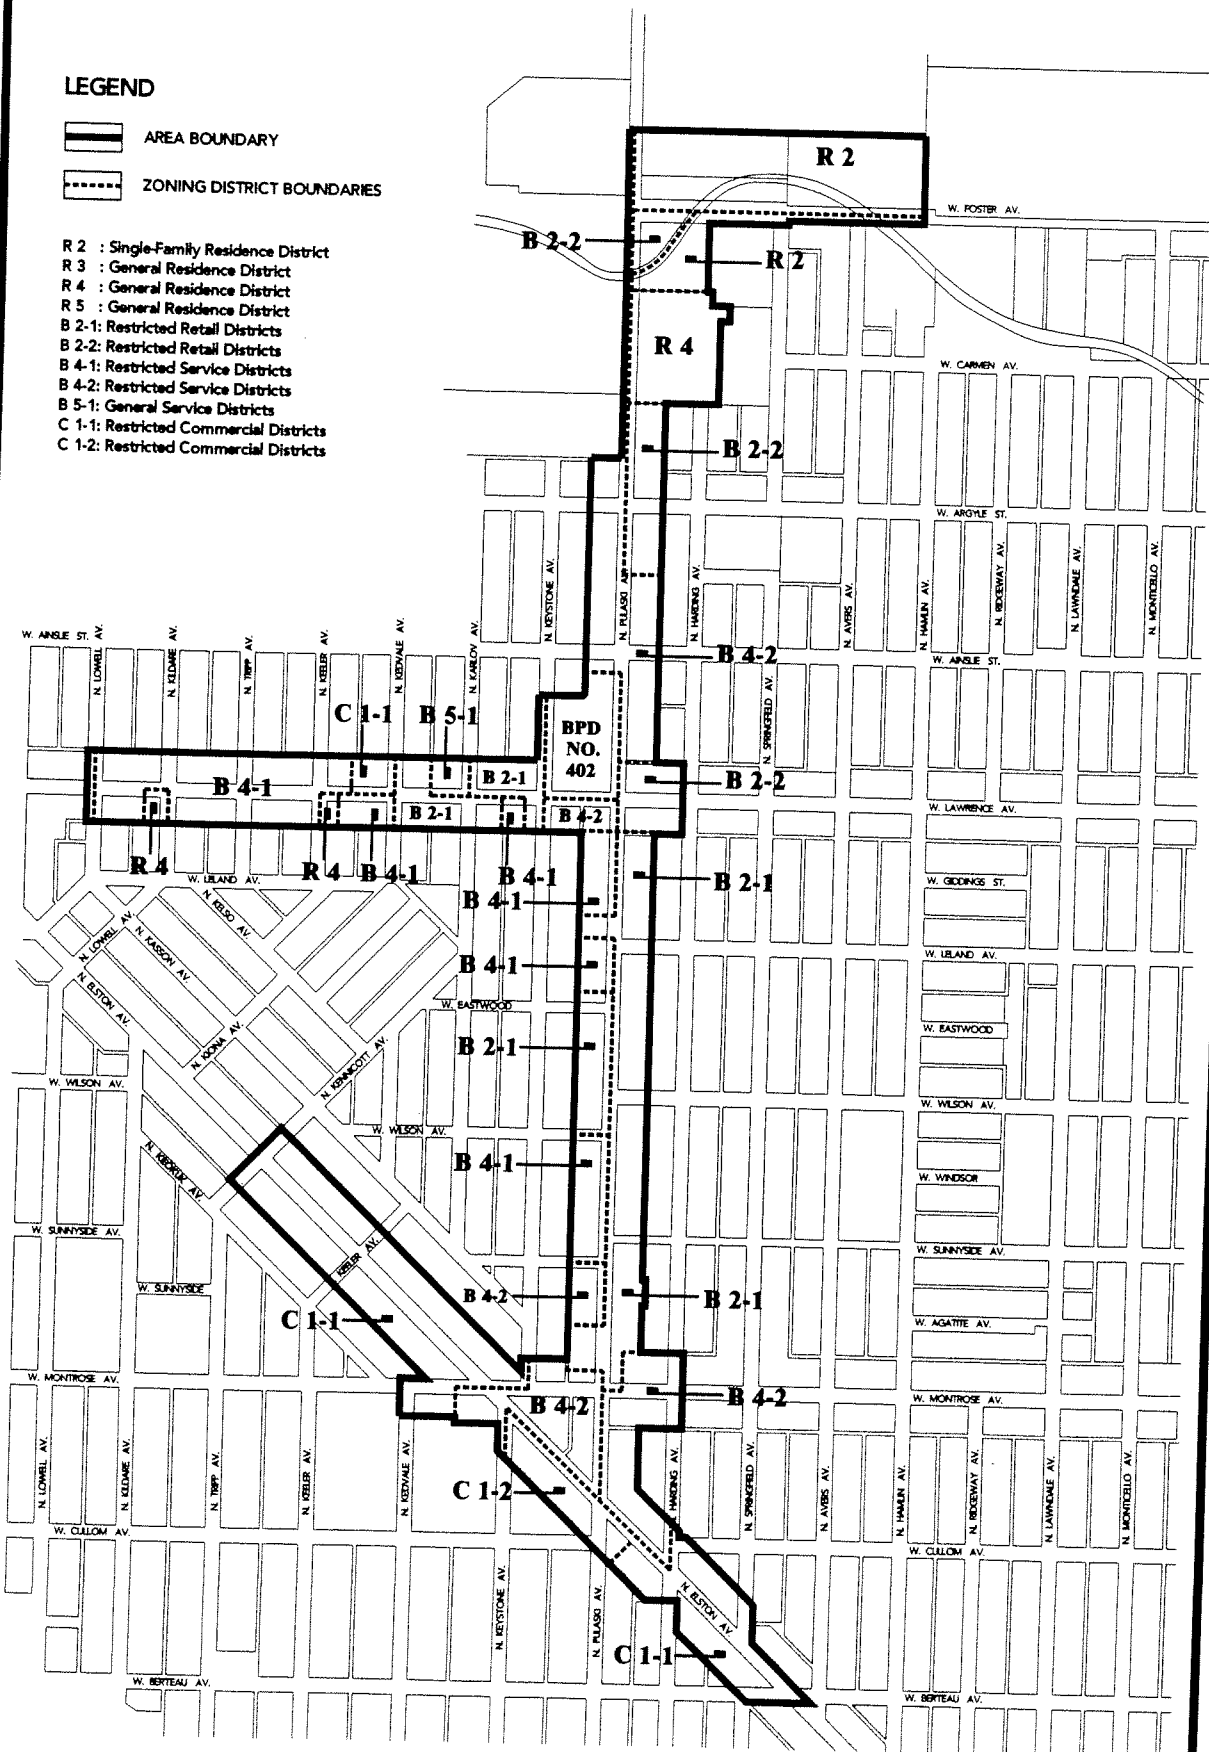 LEGEND
AREA BOUNDARY
ZONING DISTRICT BOUNDARIES
R 2 : Single-Family Residence District
R 3 : General Residence District
R 4 : General Residence District
R 5 : General Residence District
B 2-1: Restricted Retail Districts
B 2-2: Restricted Retail Districts
B 4-1: Restricted Service Districts
B 4-2: Restricted Service Districts
B 5-1: General Service Districts
C 1-1: Restricted Commercial Districts
C 1-2: Restricted Commercial Districts
R 2
W. FOSTER AV.
B 2-2
R 2
R 4
W. CARMEN AV.
B 2-2
W. ARGYLE ST.
N. KEYSTONE AV.
N. PULASKI AV.
N. HARDING AV.
N. AVERS AV.
N. HAMLIN AV.
N. RIDGEWAY AV.
N. LAWNDALE AV.
N. MONTICELLO AV.
W. AINSLE ST.
N. LOWELL AV.
N. KILDARE AV.
N. TRIPP AV.
N. KEELER AV.
N. KEDVALE AV.
N. KARLOV AV.
B 4-2
W. AINSLE ST.
N. SPRINGFIELD AV.
C 1-1
B 5-1
BPD
NO.
402
B 4-1
B 2-1
B 2-2
B 2-1
B 4-2
W. LAWRENCE AV.
R 4
R 4
B 4-1
B 4-1
B 2-1
W. GIDDINGS ST.
W. LELAND AV.
B 4-1
N. KELSO AV.
N. LOWELL AV.
N. KASSON AV.
W. LELAND AV.
B 4-1
N. ELSTON AV.
W. EASTWOOD
W. EASTWOOD
N. KIONA AV.
B 2-1
N. KENNICOTT AV.
W. WILSON AV.
W. WILSON AV.
W. WILSON AV.
N. KEOKUK AV.
B 4-1
W. WINDSOR
W. SUNNYSIDE AV.
KEELER AV.
W. SUNNYSIDE AV.
W. SUNNYSIDE
B 4-2
B 2-1
C 1-1
W. AGATITE AV.
W. MONTROSE AV.
B 4-2
B 4-2
W. MONTROSE AV.
N. LOWELL AV.
N. KILDARE AV.
N. TRIPP AV.
N. KEELER AV.
N. KEDVALE AV.
N. HARDING AV.
N. SPRINGFIELD AV.
N. AVERS AV.
N. HAMLIN AV.
N. RIDGEWAY AV.
N. LAWNDALE AV.
N. MONTICELLO AV.
C 1-2
W. CULLOM AV.
W. CULLOM AV.
N. KEYSTONE AV.
N. PULASKI AV.
N. ELSTON AV.
C 1-1
W. BERTEAU AV.
W. BERTEAU AV.